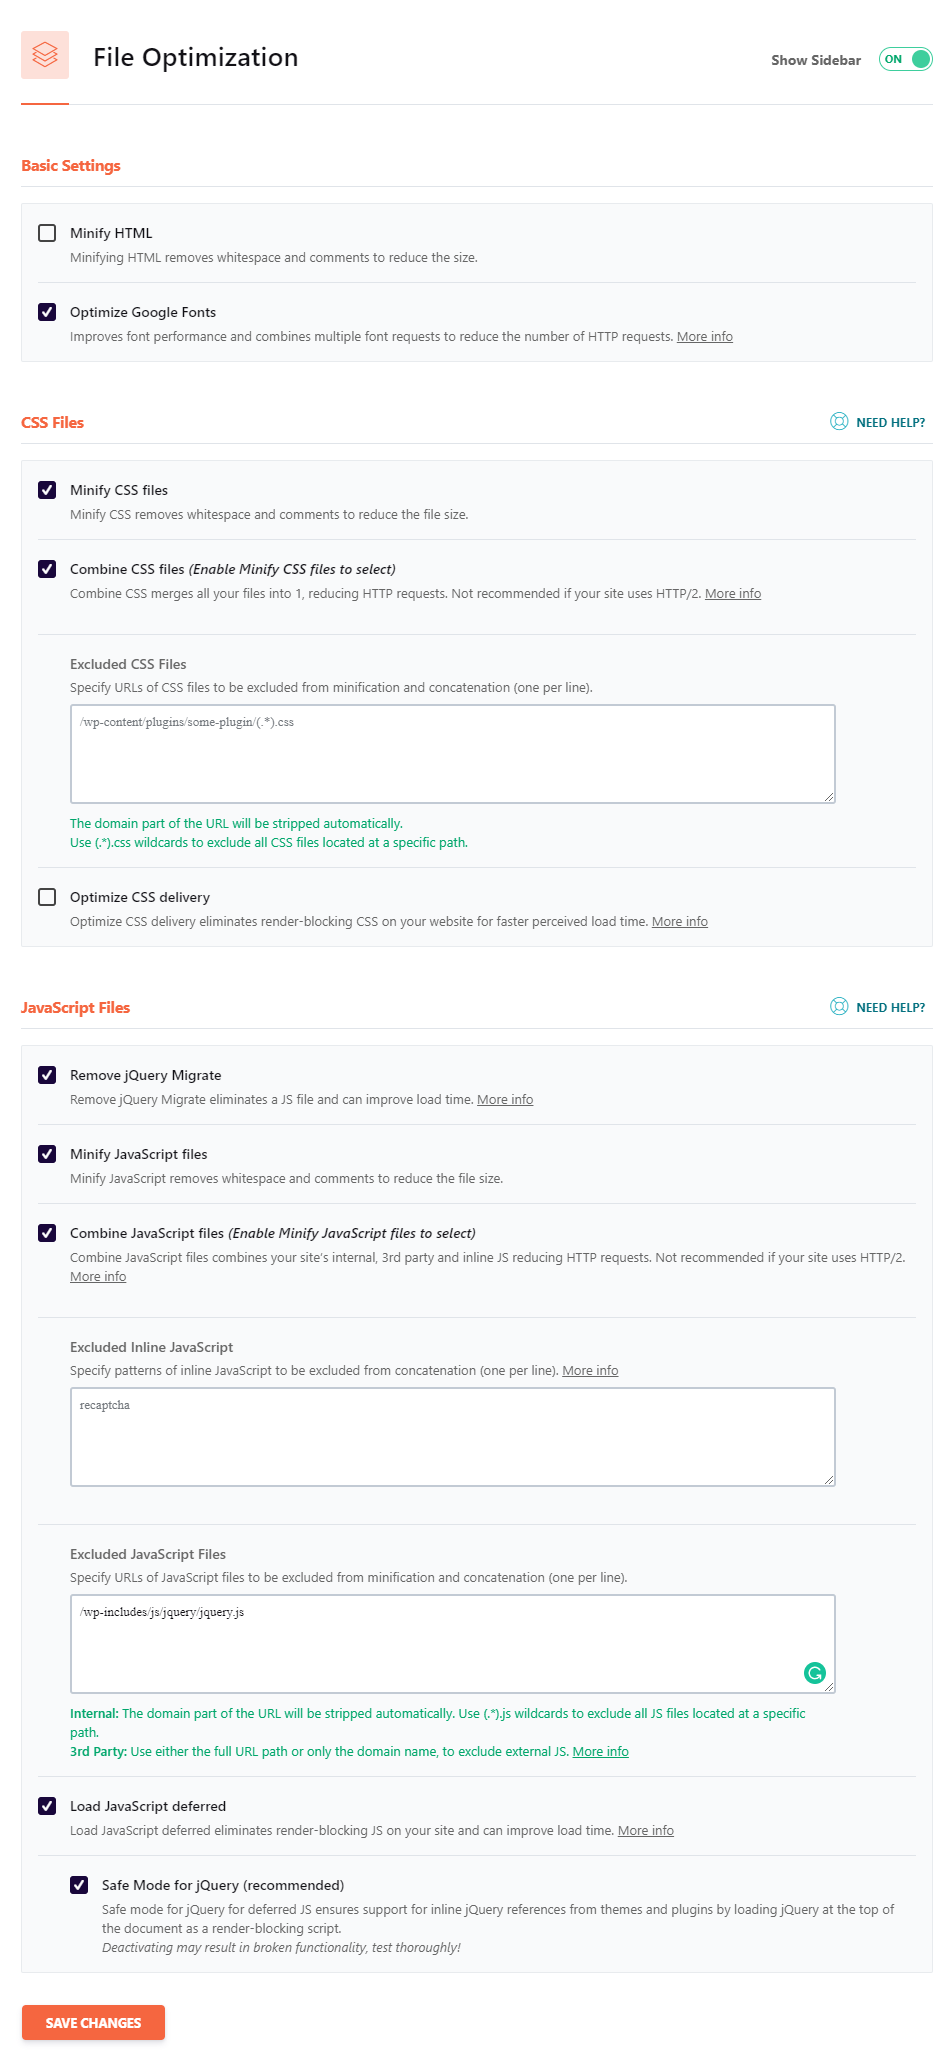 File Optimization
Show Sidebar
ON
Basic Settings
Minify HTML
Minifying HTML removes whitespace and comments to reduce the size.
Optimize Google Fonts
Improves font performance and combines multiple font requests to reduce the number of HTTP requests. More info
CSS Files
NEED HELP?
Minify CSS files
Minify CSS removes whitespace and comments to reduce the file size.
Combine CSS files (Enable Minify CSS files to select)
Combine CSS merges all your files into 1, reducing HTTP requests. Not recommended if your site uses HTTP/2. More info
Excluded CSS Files
Specify URLs of CSS files to be excluded from minification and concatenation (one per line).
/wp-content/plugins/some-plugin/(.*).css
The domain part of the URL will be stripped automatically.
Use (.*).css wildcards to exclude all CSS files located at a specific path.
Optimize CSS delivery
Optimize CSS delivery eliminates render-blocking CSS on your website for faster perceived load time. More info
JavaScript Files
NEED HELP?
Remove jQuery Migrate
Remove jQuery Migrate eliminates a JS file and can improve load time. More info
Minify JavaScript files
Minify JavaScript removes whitespace and comments to reduce the file size.
Combine JavaScript files (Enable Minify JavaScript files to select)
Combine JavaScript files combines your site's internal, 3rd party and inline JS reducing HTTP requests. Not recommended if your site uses HTTP/2.
More info
Excluded Inline JavaScript
Specify patterns of inline JavaScript to be excluded from concatenation (one per line). More info
recaptcha
Excluded JavaScript Files
Specify URLs of JavaScript files to be excluded from minification and concatenation (one per line).
/wp-includes/js/jquery/jquery.js
Internal: The domain part of the URL will be stripped automatically. Use (.*).js wildcards to exclude all JS files located at a specific
path.
3rd Party: Use either the full URL path or only the domain name, to exclude external JS. More info
Load JavaScript deferred
Load JavaScript deferred eliminates render-blocking JS on your site and can improve load time. More info
Safe Mode for jQuery (recommended)
Safe mode for jQuery for deferred JS ensures support for inline jQuery references from themes and plugins by loading jQuery at the top of
the document as a render-blocking script.
Deactivating may result in broken functionality, test thoroughly!
SAVE CHANGES